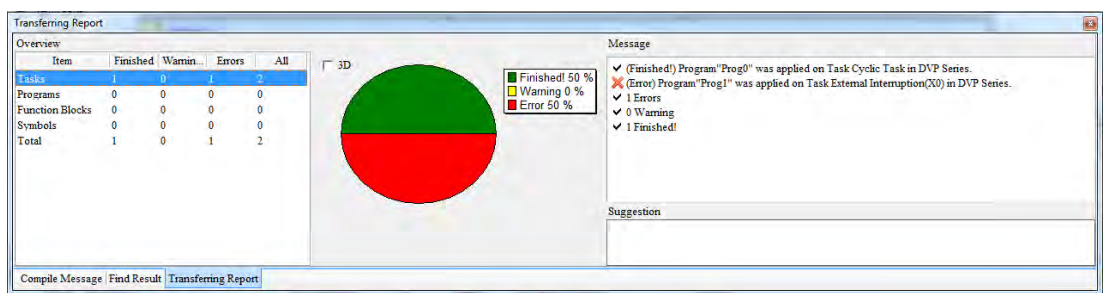 Transferring Report
Overview
Item Finished Warnin... Errors All
Tasks 1 0 1 2
Programs 0 0 0 0
Function Blocks 0 0 0 0
Symbols 0 0 0 0
Total 1 0 1 2
3D
Finished! 50 %
Warning 0 %
Error 50 %
Message
(Finished!) Program"Prog0" was applied on Task Cyclic Task in DVP Series.
(Error) Program"Prog1" was applied on Task External Interruption(X0) in DVP Series.
1 Errors
0 Warning
1 Finished!
Suggestion
Compile Message Find Result Transferring Report